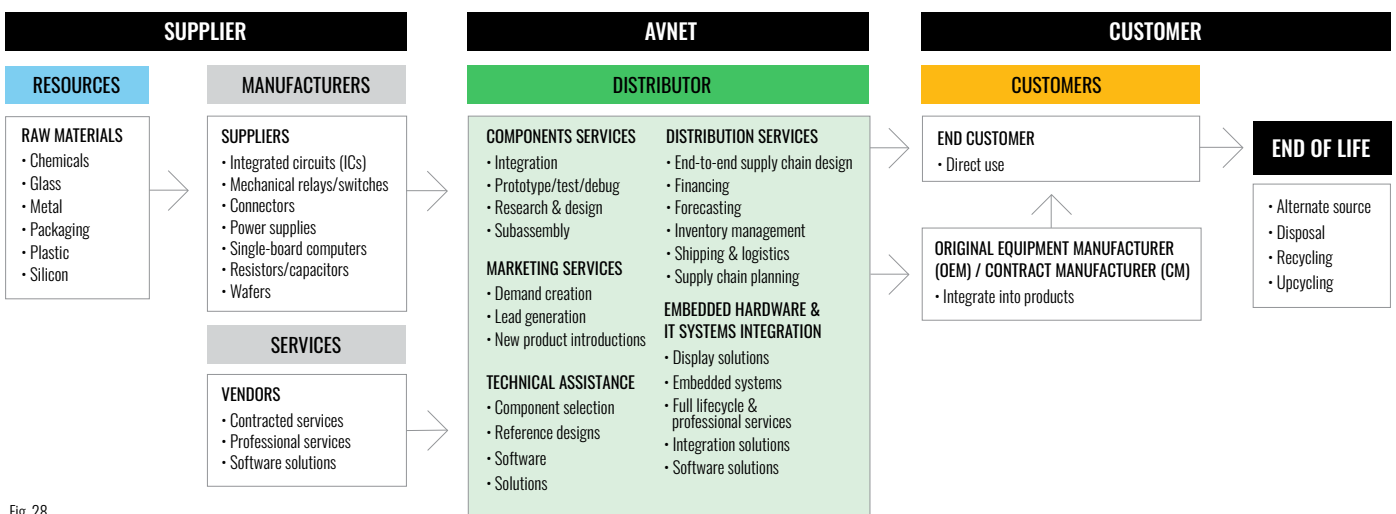 SUPPLIER
AVNET
CUSTOMER
RESOURCES
MANUFACTURERS
DISTRIBUTOR
CUSTOMERS
RAW MATERIALS
• Chemicals
• Glass
• Metal
• Packaging
• Plastic
• Silicon
SUPPLIERS
• Integrated circuits (ICs)
• Mechanical relays/switches
• Connectors
• Power supplies
• Single-board computers
• Resistors/capacitors
• Wafers
SERVICES
VENDORS
• Contracted services
• Professional services
• Software solutions
COMPONENTS SERVICES
• Integration
• Prototype/test/debug
• Research & design
• Subassembly
MARKETING SERVICES
• Demand creation
• Lead generation
• New product introductions
TECHNICAL ASSISTANCE
• Component selection
• Reference designs
• Software
• Solutions
DISTRIBUTION SERVICES
• End-to-end supply chain design
• Financing
• Forecasting
• Inventory management
• Shipping & logistics
• Supply chain planning
EMBEDDED HARDWARE &
IT SYSTEMS INTEGRATION
• Display solutions
• Embedded systems
• Full lifecycle &
professional services
• Integration solutions
• Software solutions
END CUSTOMER
• Direct use
ORIGINAL EQUIPMENT MANUFACTURER
(OEM) / CONTRACT MANUFACTURER (CM)
• Integrate into products
END OF LIFE
• Alternate source
• Disposal
• Recycling
• Upcycling
Fig. 28